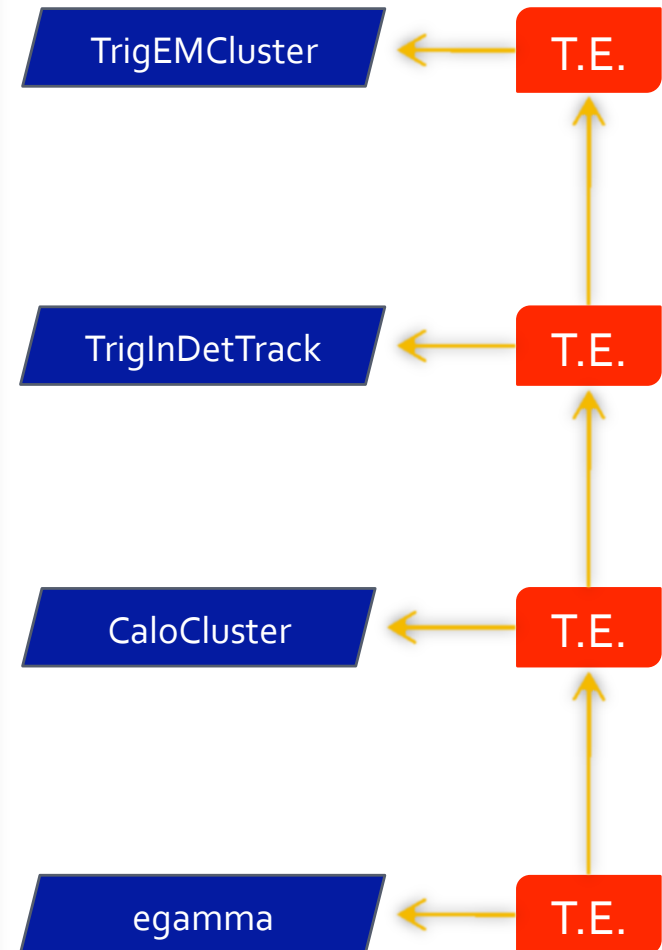 TrigEMCluster
T.E.
TrigInDetTrack
T.E.
CaloCluster
T.E.
egamma
T.E.